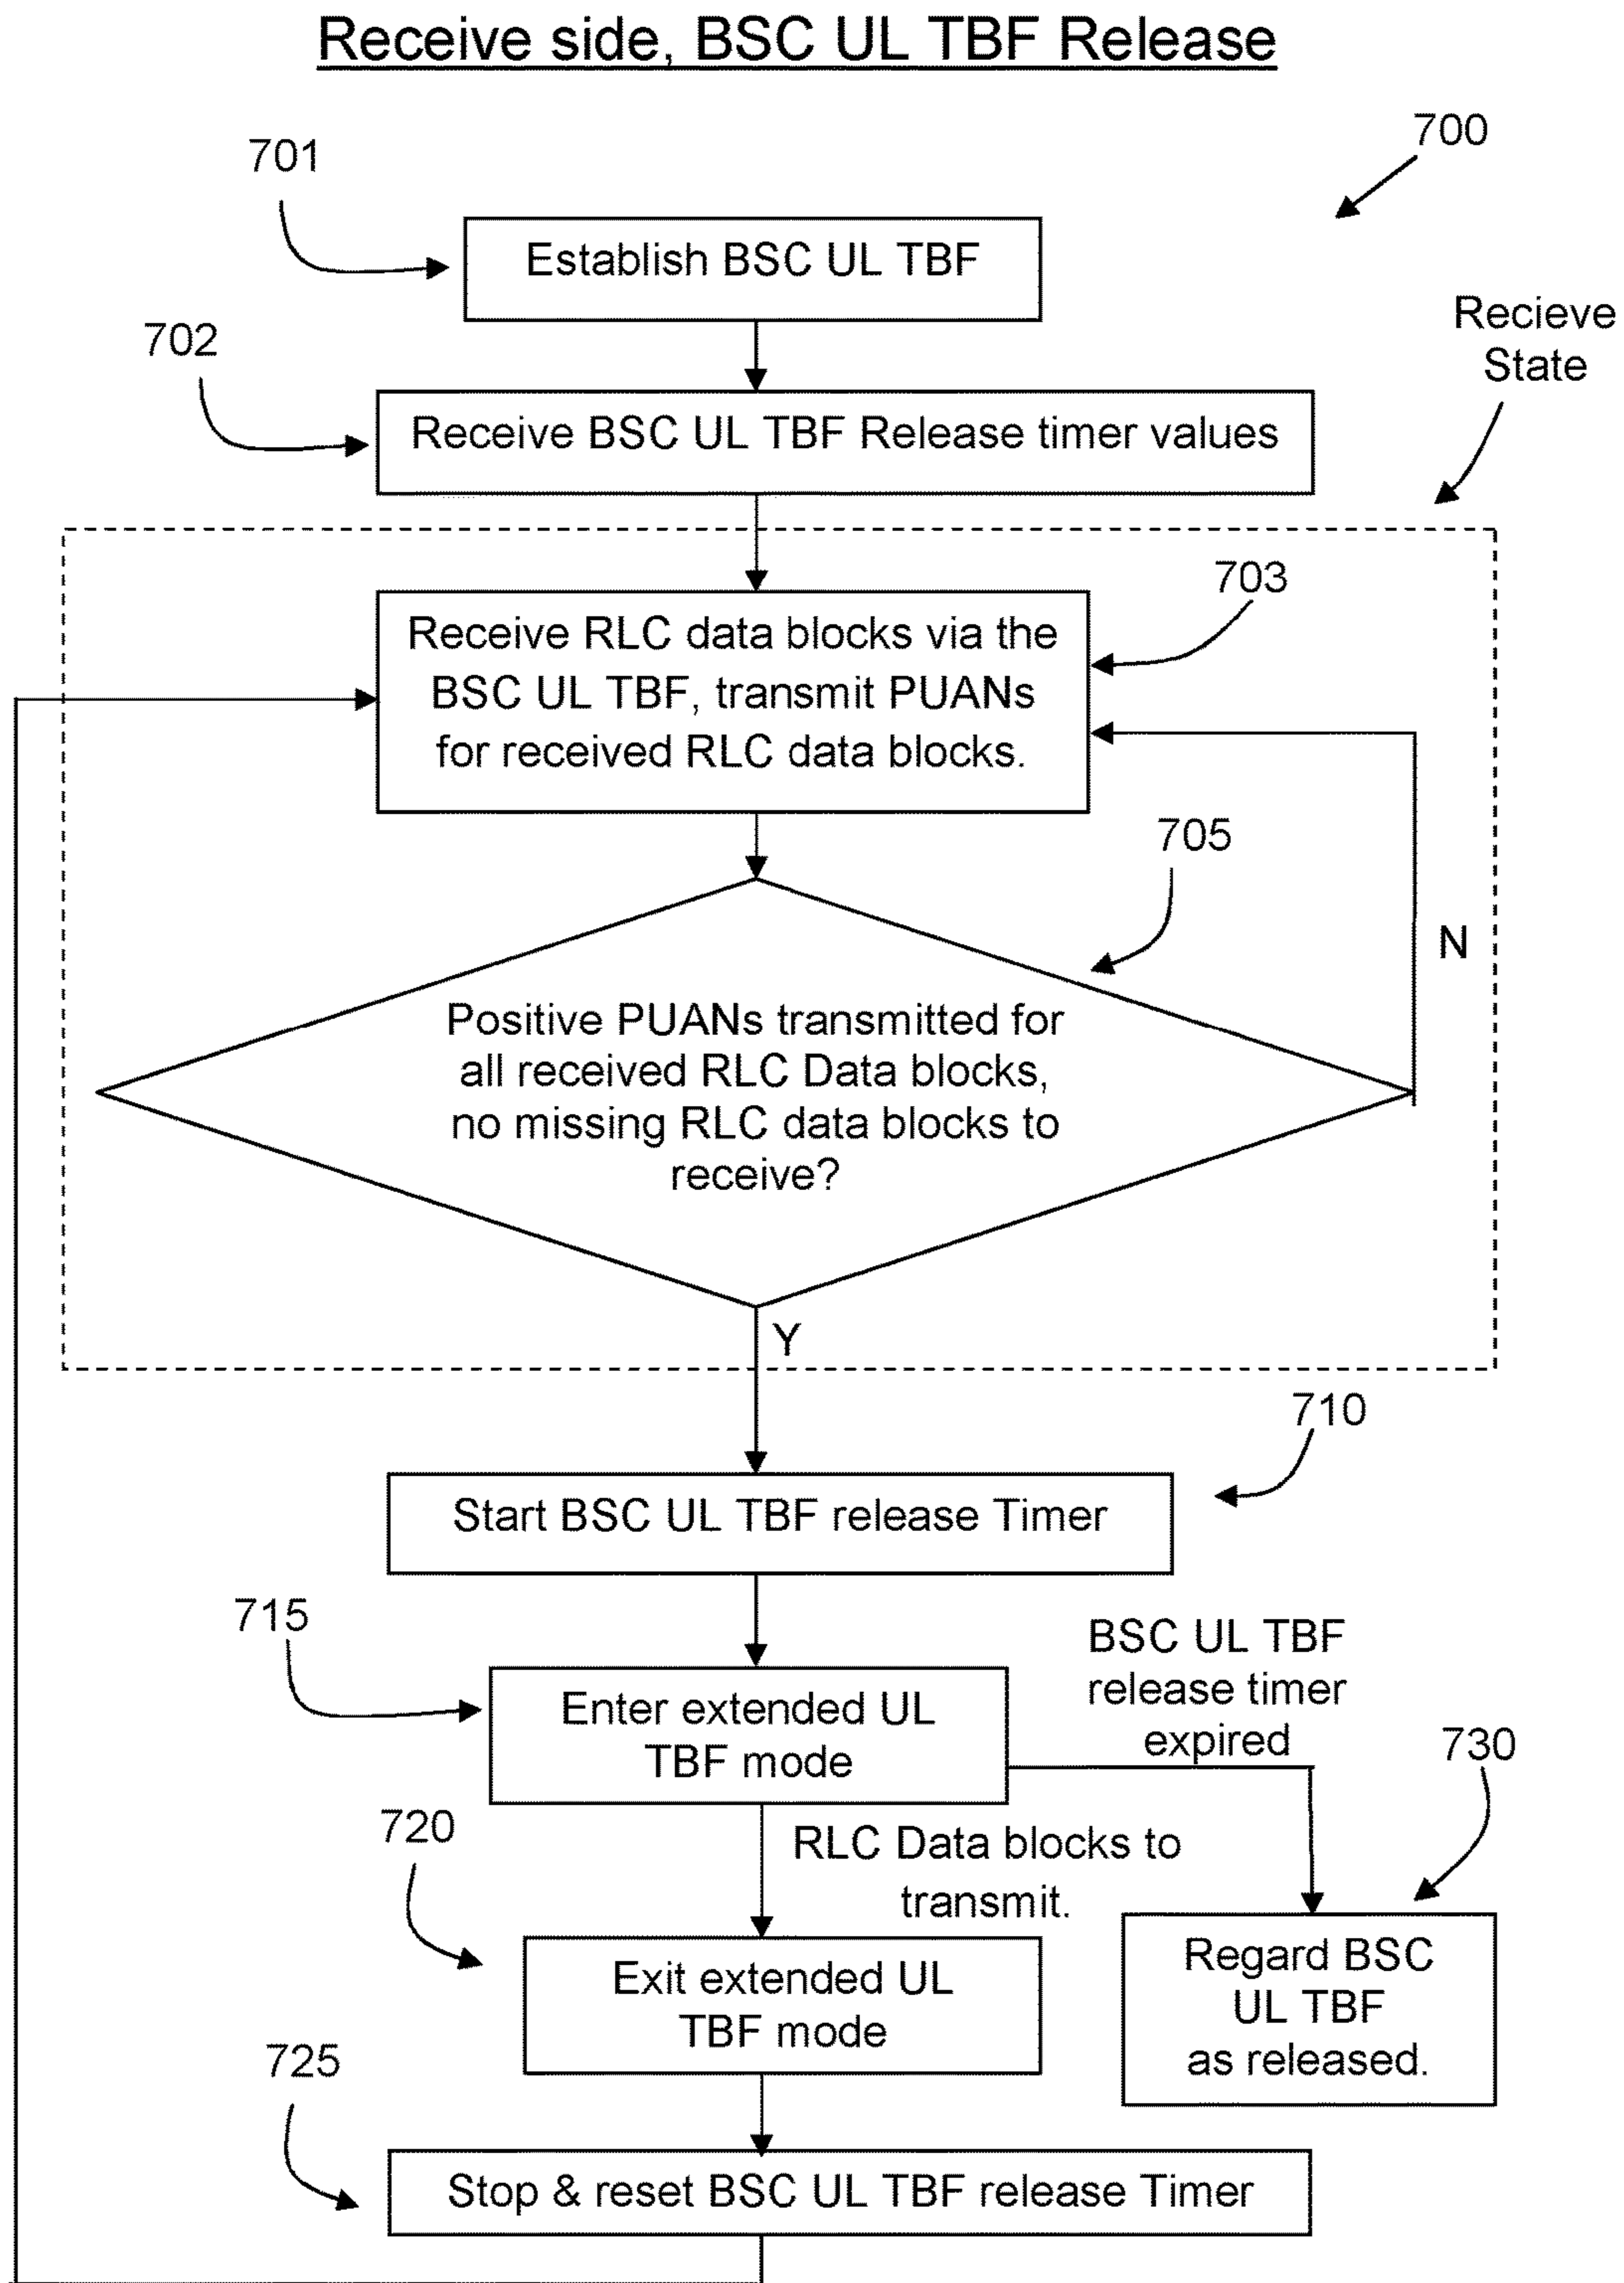 Receive side, BSC UL TBF Release
700
701
Establish BSC UL TBF
Recieve
State
702
Receive BSC UL TBF Release timer values
703
Receive RLC data blocks via the
BSC UL TBF, transmit PUANs
for received RLC data blocks.
705
N
Positive PUANs transmitted for
all received RLC Data blocks,
no missing RLC data blocks to
receive?
Y
710
Start BSC UL TBF release Timer
715
Enter extended UL
TBF mode
BSC UL TBF
release timer
expired
730
720
RLC Data blocks to
transmit.
Exit extended UL
TBF mode
Regard BSC
UL TBF
as released.
725
Stop & reset BSC UL TBF release Timer